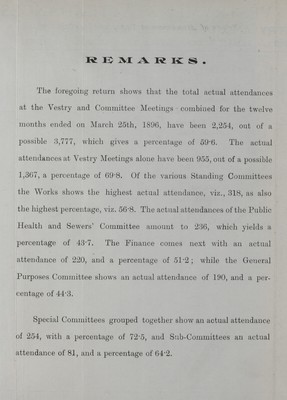 REMARKS.
The foregoing return shows that the total actual attendances
at the Vestry and Committee Meetings combined for the twelve
months ended on March 25th, 1896, have been 2,254, out of a
possible 3,777, which gives a percentage of 59·6. The actual
attendances at Vestry Meetings alone have been 955, out of a possible
1,367, a percentage of 69·8. Of the various Standing Committees
the Works shows the highest actual attendance, viz., 318, as also
the highest percentage, viz. 56·8. The actual attendances of the Public
Health and Sewers' Committee amount to 236, which yields a
percentage of 43·7. The Finance comes next with an actual
attendance of 220, and a percentage of 51·2; while the General
Purposes Committee shows an actual attendance of 190, and a per-
centage of 44·3.
Special Committees grouped together show an actual attendance
of 254, with a percentage of 72·5, and Sub-Committees an actual
attendance of 81, and a percentage of 64·2.